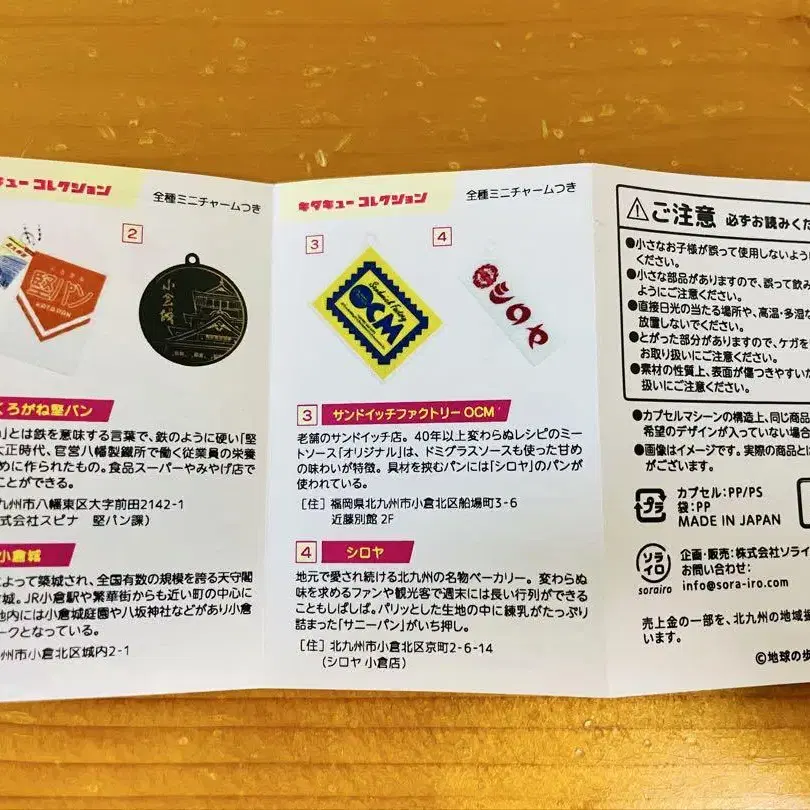 キュー コレクション
全種ミニチャームつき
2
堅パン
KATAPAN
小倉城
くろがね堅パン
とは鉄を意味する言葉で、鉄のように硬い「堅
大正時代、官営八幡製鐵所で働く従業員の栄養
めに作られたもの。食品スーパーやみやげ店で
ことができる。
九州市八幡東区大字前田2142-1
式会社スピナ 堅パン課）
小倉城
よって築城され、全国有数の規模を誇る天守閣
城。JR小倉駅や繁華街からも近い町の中心に
地内には小倉城庭園や八坂神社などがあり小倉
ークとなっている。
州市小倉北区城内2-1
キタキュー コレクション
全種ミニチャームつき
3
4
Sandwich Factory
OCM
シロヤ
3 サンドイッチファクトリー OCM
老舗のサンドイッチ店。40年以上変わらぬレシピのミー
トソース「オリジナル」は、ドミグラスソースも使った甘め
の味わいが特徴。具材を挟むパンには「シロヤ」のパンが
使われている。
［住］福岡県北九州市小倉北区船場町3-6
近藤別館 2F
4 シロヤ
地元で愛され続ける北九州の名物ベーカリー。変わらぬ
味を求めるファンや観光客で週末には長い行列ができる
こともしばしば。パリッとした生地の中に練乳がたっぷり
詰まった「サニーパン」がいち押し。
［住］北九州市小倉北区京町2-6-14
(シロヤ 小倉店)
ご注意 必ずお読みくだ
●小さなお子様が誤って使用しないように
ください。
●小さな部品がありますので、誤って飲み
ようにご注意ください。
●直接日光の当たる場所や、高温・多湿な
放置しないでください。
●とがった部分がありますので、ケガを
お取り扱いにご注意ください。
●素材の性質上、表面が傷つきやすいか
扱いにご注意ください。
●カプセルマシーンの構造上、同じ商品
希望のデザインが入っていない場合
●画像はイメージです。実際の商品とは
がございます。
プラ
カプセル:PP/PS
袋:PP
MADE IN JAPAN
ソライロ
sorairo
企画・販売：株式会社ソライ
お問い合わせ：
info@sora-iro.com
売上金の一部を、北九州の地域振
います。
©地球の歩